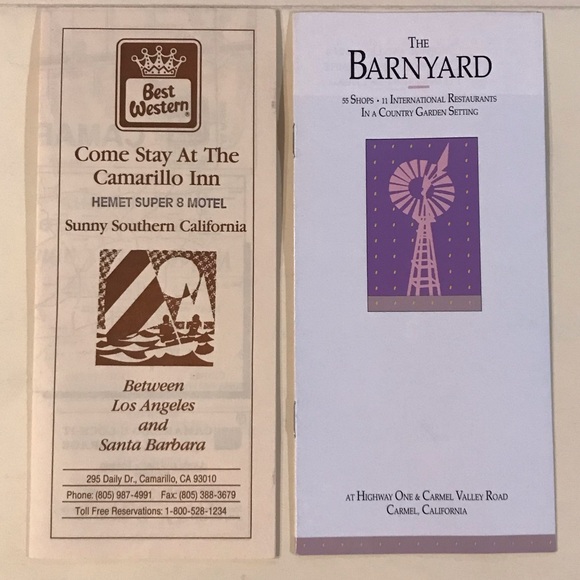 Best
Western®
Come Stay At The
Camarillo Inn
HEMET SUPER 8 MOTEL
Sunny Southern California
Between
Los Angeles
and
Santa Barbara
295 Daily Dr., Camarillo, CA 93010
Phone: (805) 987-4991 Fax: (805) 388-3679
Toll Free Reservations: 1-800-528-1234
THE
BARNYARD
55 SHOPS • 11 INTERNATIONAL RESTAURANTS
IN A COUNTRY GARDEN SETTING
AT HIGHWAY ONE & CARMEL VALLEY ROAD
CARMEL, CALIFORNIA